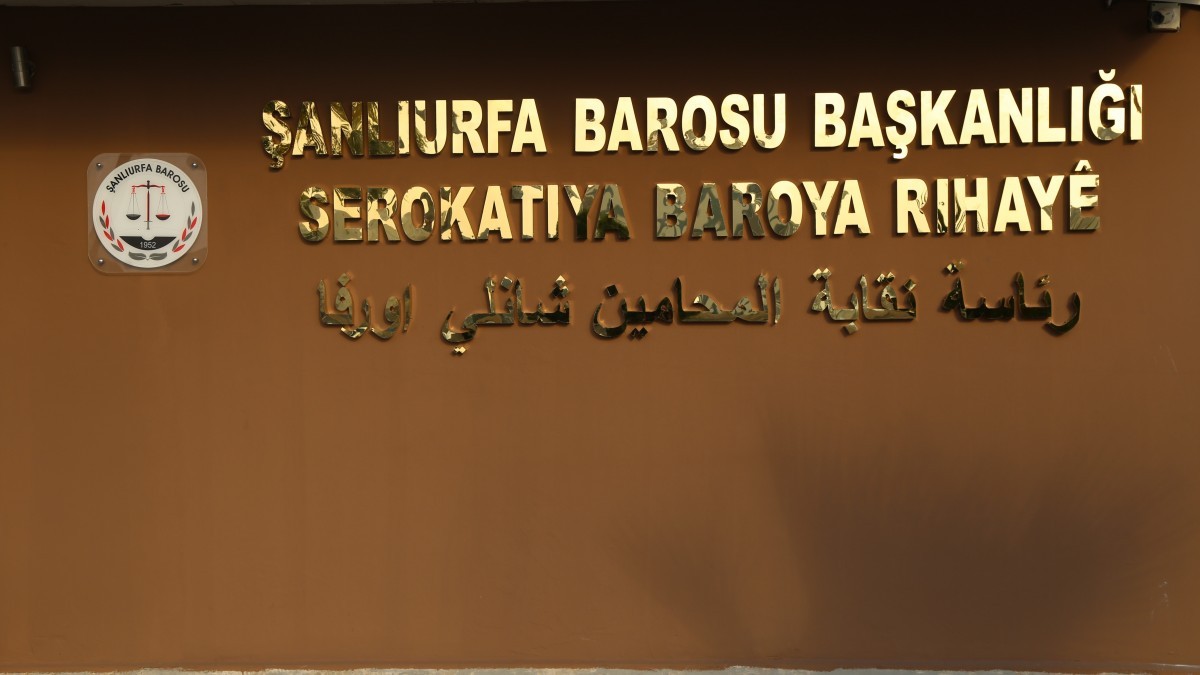 ŞANLIURFA BAROSU BAŞKANLIĞI
SEROKATIYA BAROYA RIHAYÊ
رئاسة نقابة المحامين شانلي اورفا
ŞANLIURFA BAROSU
1952